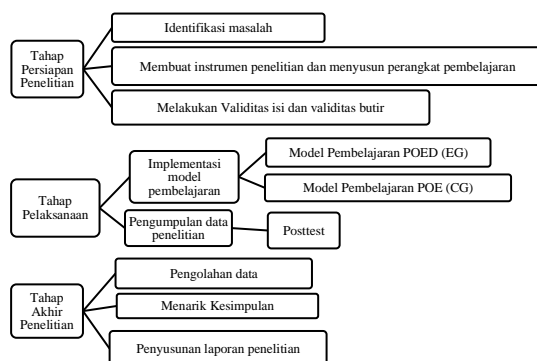 Tahap
Persiapan
Penelitian
Identifikasi masalah
Membuat instrumen penelitian dan menyusun perangkat pembelajaran
Melakukan Validitas isi dan validitas butir
Tahap
Pelaksanaan
Implementasi
model
pembelajaran
Model Pembelajaran POED (EG)
Model Pembelajaran POE (CG)
Pengumpulan data
penelitian
Posttest
Tahap
Akhir
Penelitian
Pengolahan data
Menarik Kesimpulan
Penyusunan laporan penelitian